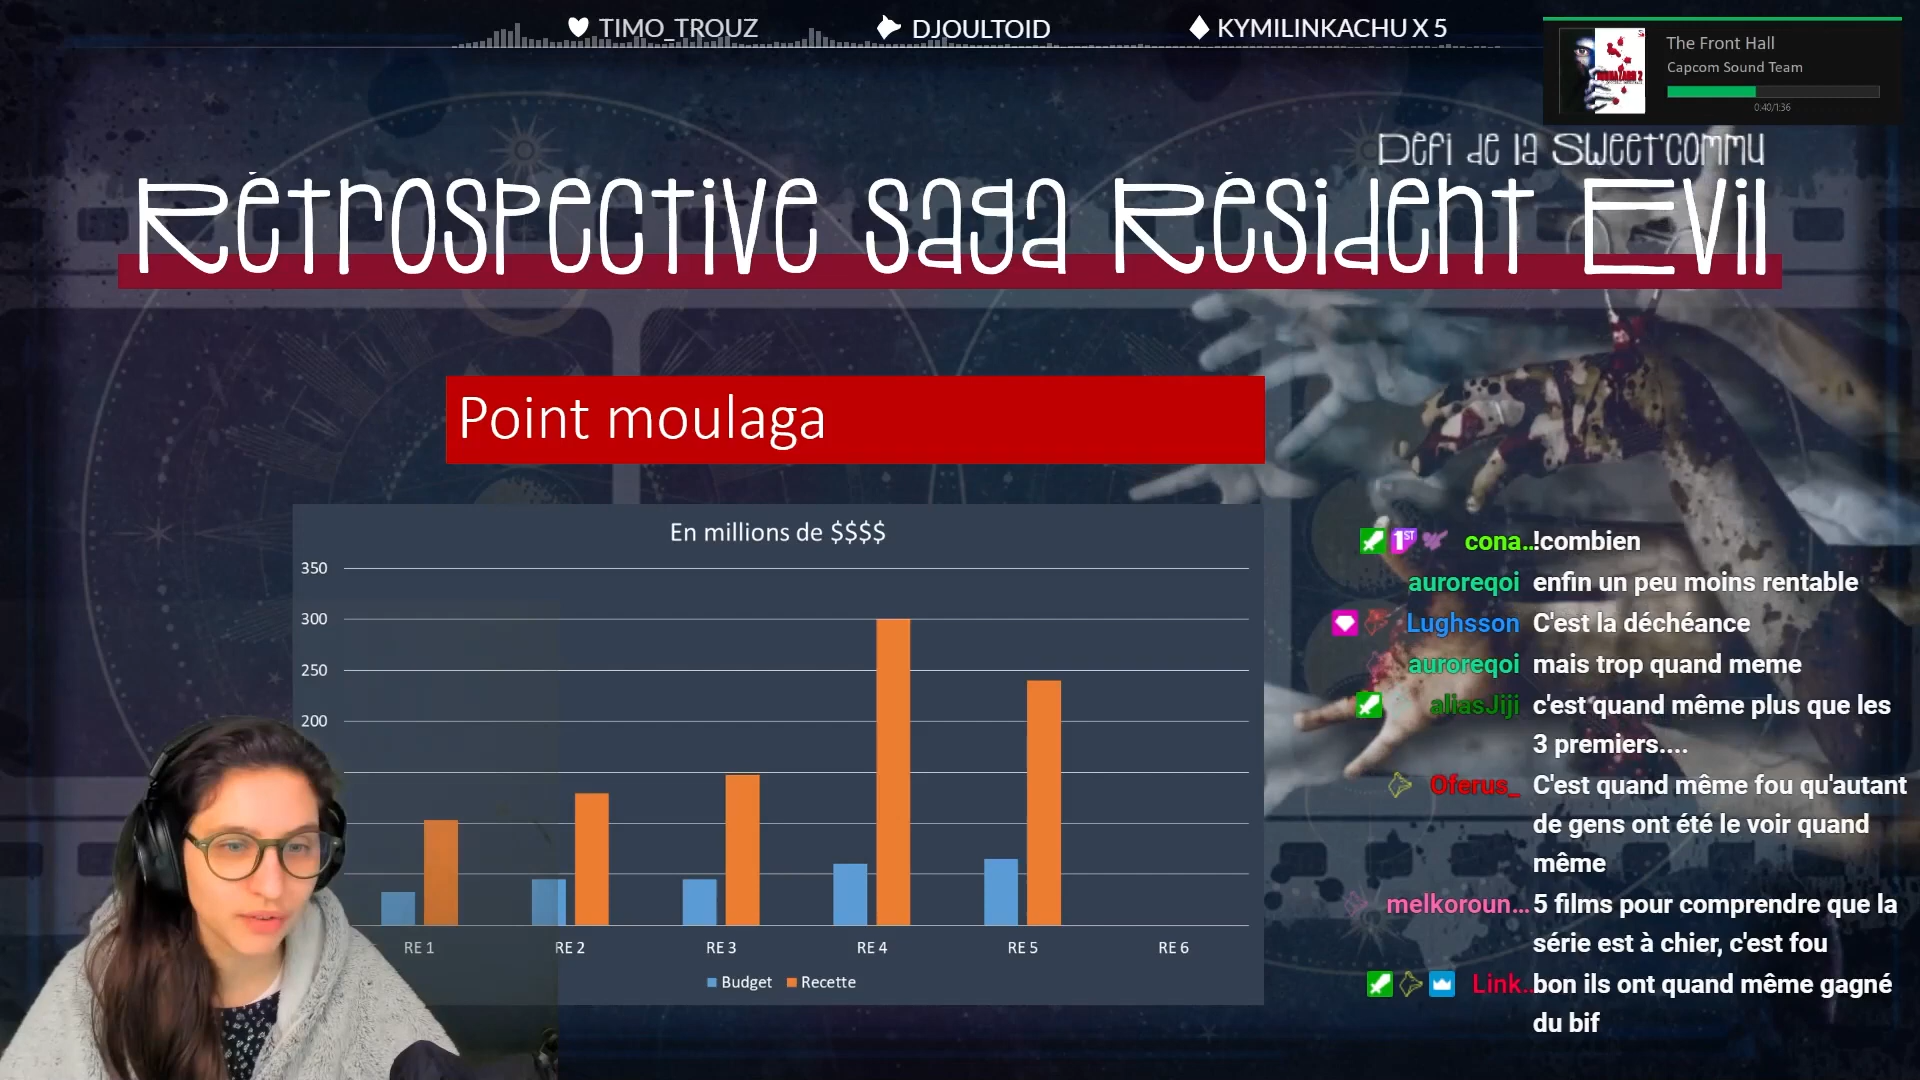 TIMO_TROUZ
DJOULTOID
KYMILINKACHU X 5
The Front Hall
Capcom Sound Team
0:40/1:36
Défi de la Sweet'commu
Rétrospective saga Résident Evil
Point moulaga
En millions de $$$$
350
300
250
200
RE 1
RE 2
RE 3
RE 4
RE 5
RE 6
Budget
Recette
1ST
cona.. !combien
auroreqoi enfin un peu moins rentable
Lughsson C'est la déchéance
auroreqoi mais trop quand meme
aliasJiji c'est quand même plus que les
3 premiers....
Oferus_ C'est quand même fou qu'autant
de gens ont été le voir quand
même
melkoroun... 5 films pour comprendre que la
série est à chier, c'est fou
Link.. bon ils ont quand même gagné
du bif